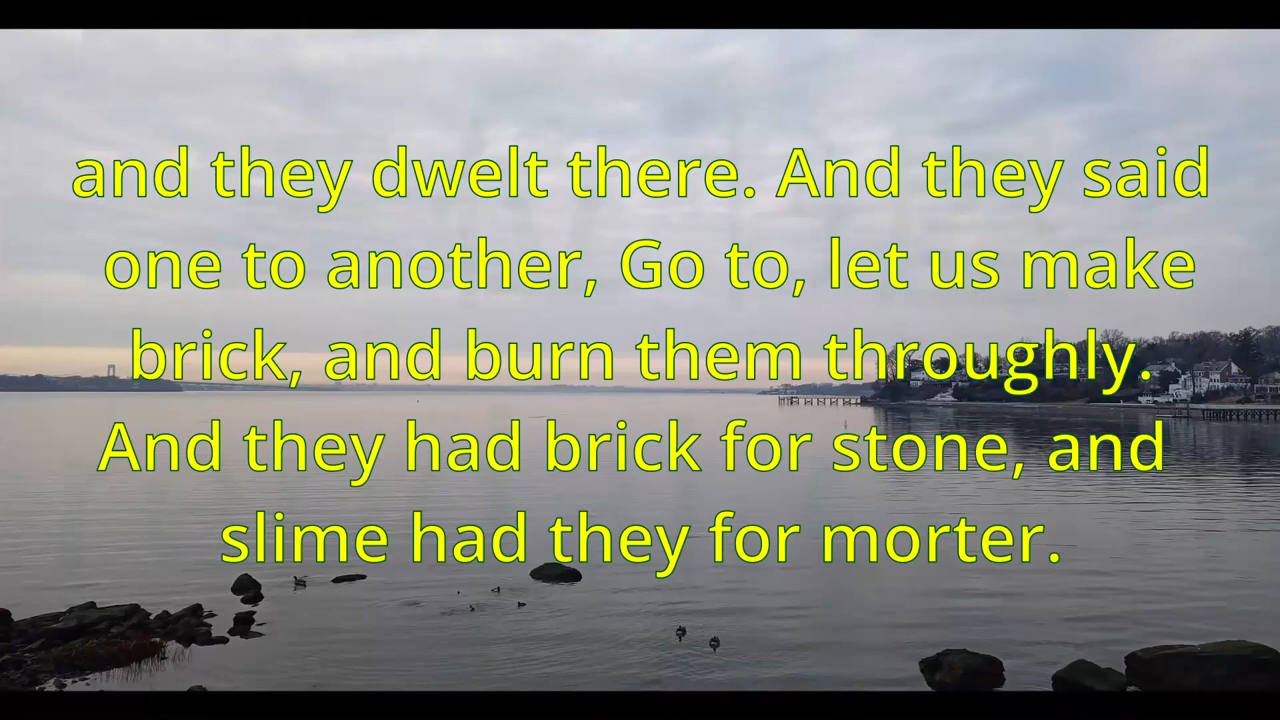 and they dwelt there. And they said
one to another, Go to, let us make
brick, and burn them throughly.
And they had brick for stone, and
slime had they for morter.